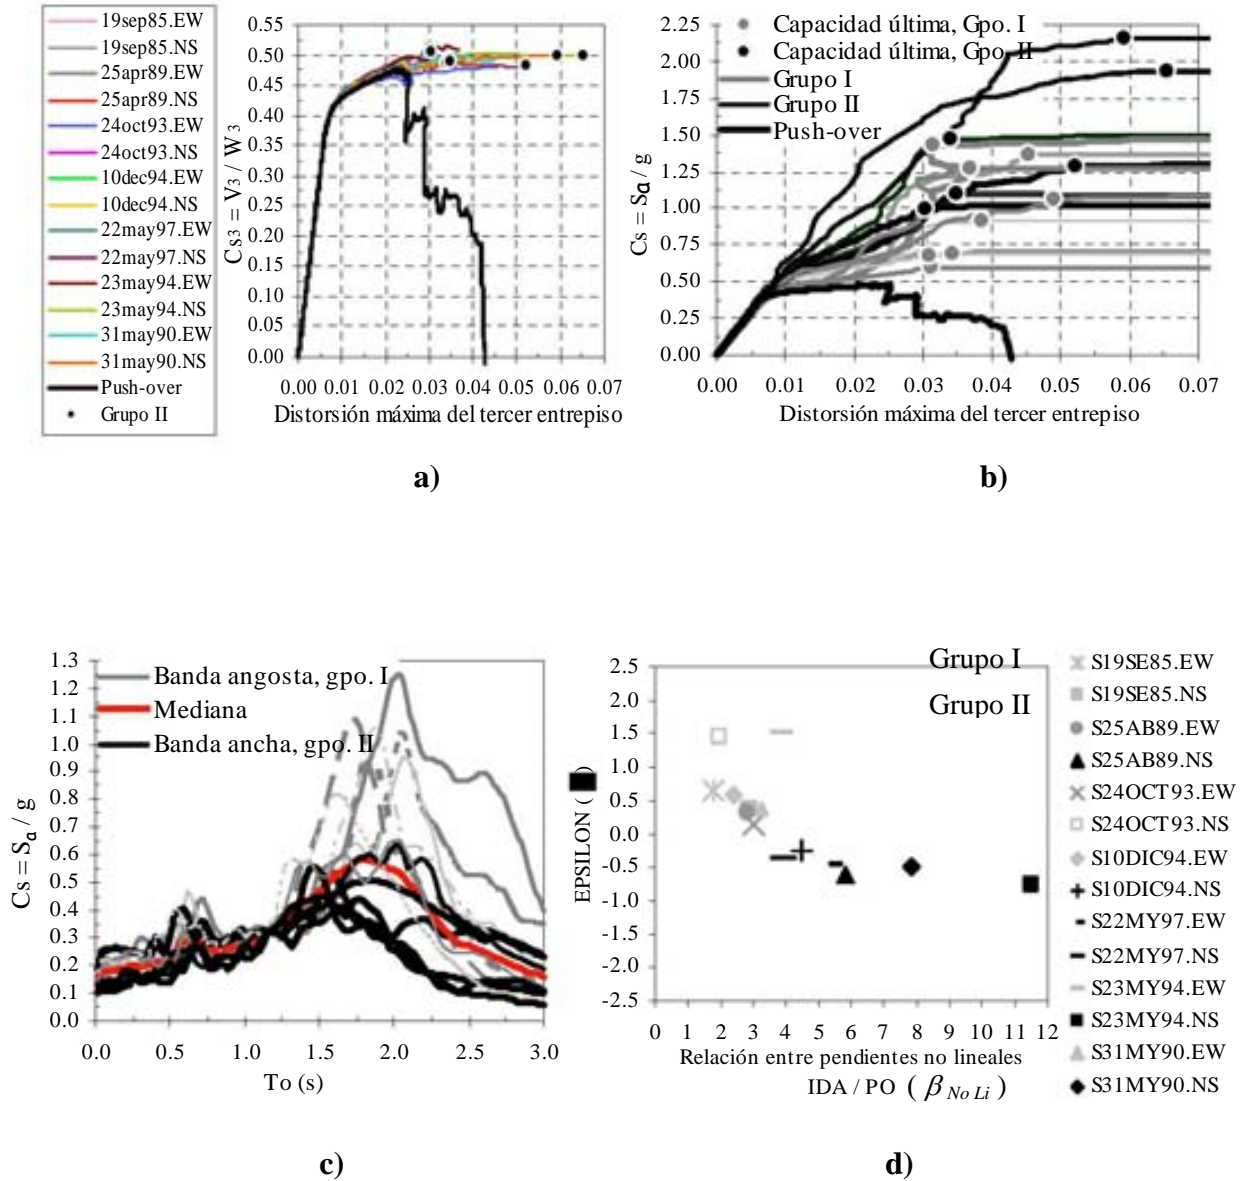 19sep85.EW
19sep85.NS
25apr89.EW
25apr89.NS
24oct93.EW
24oct93.NS
10dec94.EW
10dec94.NS
22may97.EW
22may97.NS
23may94.EW
23may94.NS
31may90.EW
31may90.NS
Push-over
Grupo II
Cs3 = V3 / W3
0.55
0.50
0.45
0.40
0.35
0.30
0.25
0.20
0.15
0.10
0.05
0.00
0.00 0.01 0.02 0.03 0.04 0.05 0.06 0.07
Distorsión máxima del tercer entrepiso
a)
Cs = Sa / g
2.25
2.00
1.75
1.50
1.25
1.00
0.75
0.50
0.25
0.00
Capacidad última, Gpo. I
Capacidad última, Gpo. II
Grupo I
Grupo II
Push-over
0.00 0.01 0.02 0.03 0.04 0.05 0.06 0.07
Distorsión máxima del tercer entrepiso
b)
Cs = Sa / g
1.3
1.2
1.1
1.0
0.9
0.8
0.7
0.6
0.5
0.4
0.3
0.2
0.1
0.0
Banda angosta, gpo. I
Mediana
Banda ancha, gpo. II
0.0 0.5 1.0 1.5 2.0 2.5 3.0
To (s)
c)
EPSILON ( )
2.5
2.0
1.5
1.0
0.5
0.0
-0.5
-1.0
-1.5
-2.0
-2.5
Grupo I
Grupo II
0 1 2 3 4 5 6 7 8 9 10 11 12
Relación entre pendientes no lineales
IDA / PO ( β No Li )
S19SE85.EW
S19SE85.NS
S25AB89.EW
S25AB89.NS
S24OCT93.EW
S24OCT93.NS
S10DIC94.EW
S10DIC94.NS
S22MY97.EW
S22MY97.NS
S23MY94.EW
S23MY94.NS
S31MY90.EW
S31MY90.NS
d)